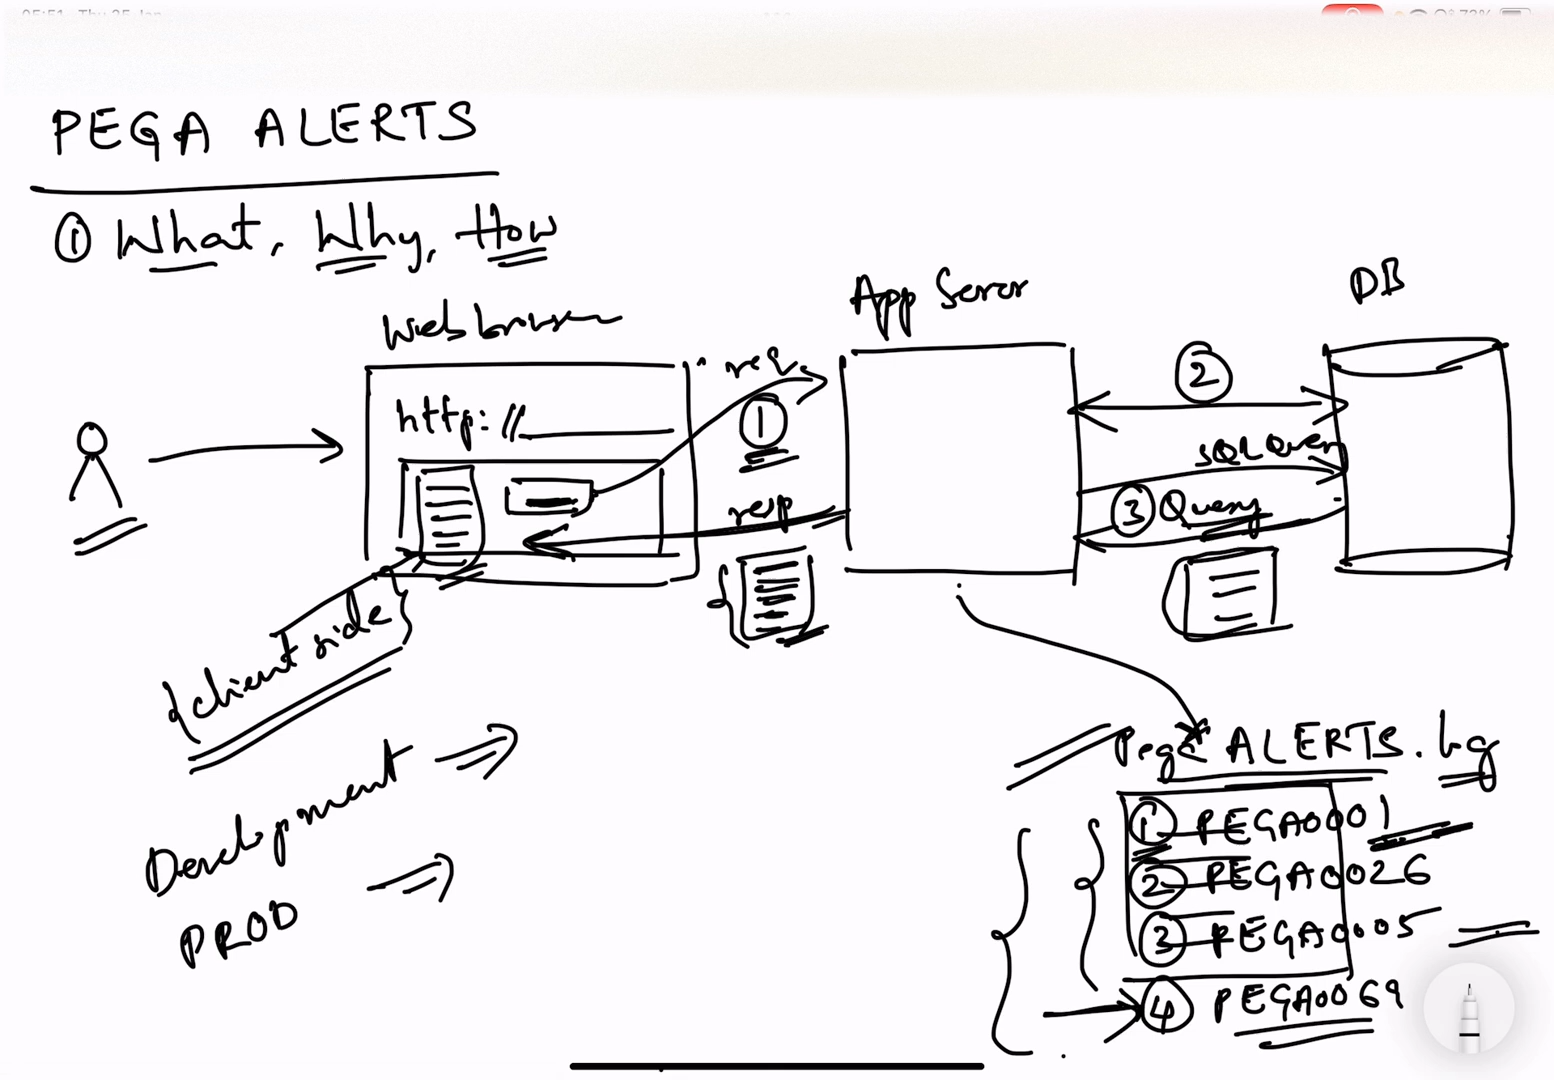 PEGA ALERTS
① What, Why, How
Web browser
App Server
DB
http://
req
①
②
SQL Query
resp
③ Query
{client side}
Development
PROD
Pega ALERTS.log
① PEGA0001
② PEGA0026
③ PEGA0005
④ PEGA0069